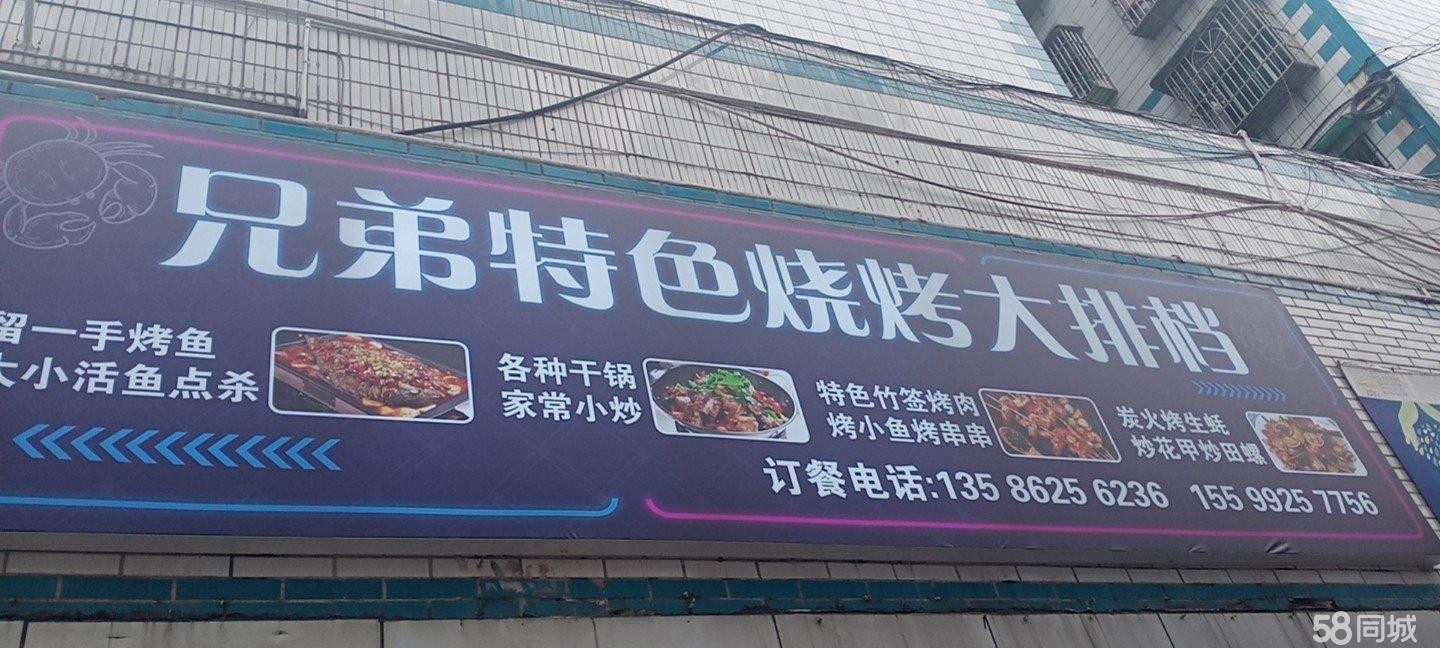 兄弟特色烧烤大排档
留一手烤鱼
大小活鱼点杀
各种干锅
家常小炒
特色竹签烤肉
烤小鱼烤串串
炭火烤生蚝
炒花甲炒田螺
订餐电话:135 8625 6236 155 9925 7756
58同城